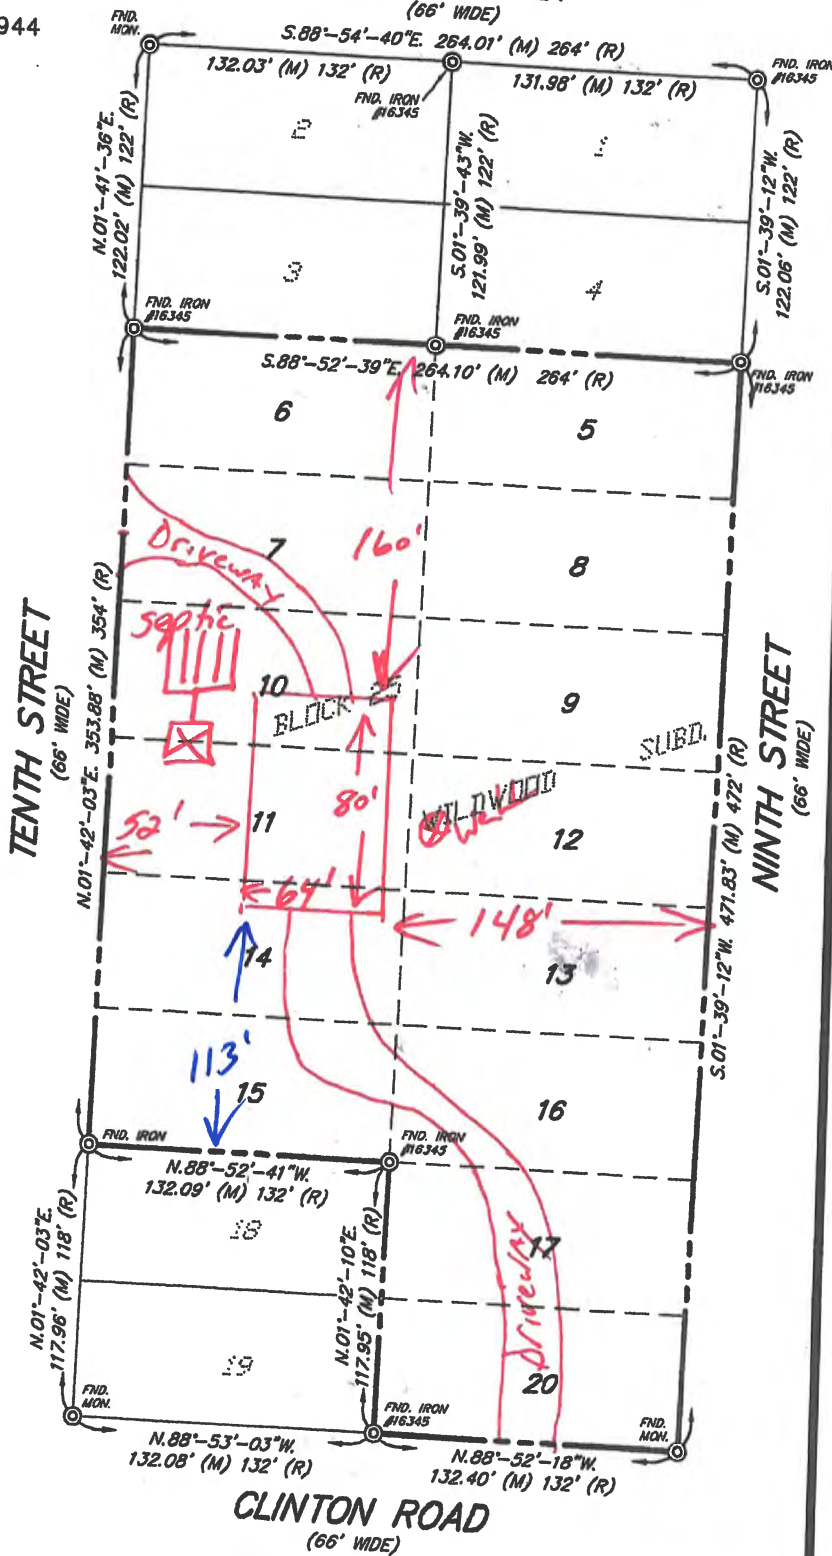 944
(66' WIDE)
FND.
MON.
S.88°-54'-40"E. 264.01' (M) 264' (R)
132.03' (M) 132' (R)
131.98' (M) 132' (R)
FND. IRON
#16345
FND. IRON
#16345
N.01°-41'-36"E.
122.02' (M) 122' (R)
2
1
S.01°-39'-43"W.
121.99' (M) 122' (R)
S.01°-39'-12"W.
122.06' (M) 122' (R)
3
4
FND. IRON
#16345
FND. IRON
#16345
FND. IRON
#16345
S.88°-52'-39"E. 264.10' (M) 264' (R)
6
5
Driveway
7
160'
8
septic
10
BLOCK 25
9
SUBD.
TENTH STREET
(66' WIDE)
N.01°-42'-03"E. 353.88' (M) 354' (R)
NINTH STREET
(66' WIDE)
S.01°-39'-12"W. 471.83' (M) 472' (R)
52'
11
80'
WILDWOOD
Well
12
64'
148'
14
13
113'
15
16
FND. IRON
FND. IRON
#16345
N.88°-52'-41"W.
132.09' (M) 132' (R)
18
N.01°-42'-03"E.
117.96' (M) 118' (R)
N.01°-42'-10"E.
117.95' (M) 118' (R)
17
Driveway
19
20
FND.
MON.
FND. IRON
#16345
FND.
MON.
N.88°-53'-03"W.
132.08' (M) 132' (R)
N.88°-52'-18"W.
132.40' (M) 132' (R)
CLINTON ROAD
(66' WIDE)